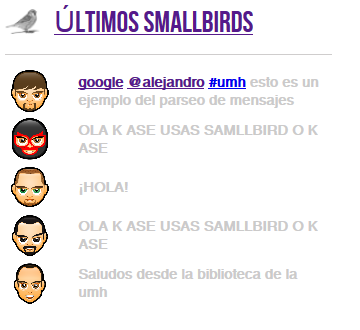 ÚLTIMOS SMALLBIRDS
google @alejandro #umh esto es un
ejemplo del parseo de mensajes
OLA K ASE USAS SAMLLBIRD O K
ASE
¡HOLA!
OLA K ASE USAS SAMLLBIRD O K
ASE
Saludos desde la biblioteca de la
umh